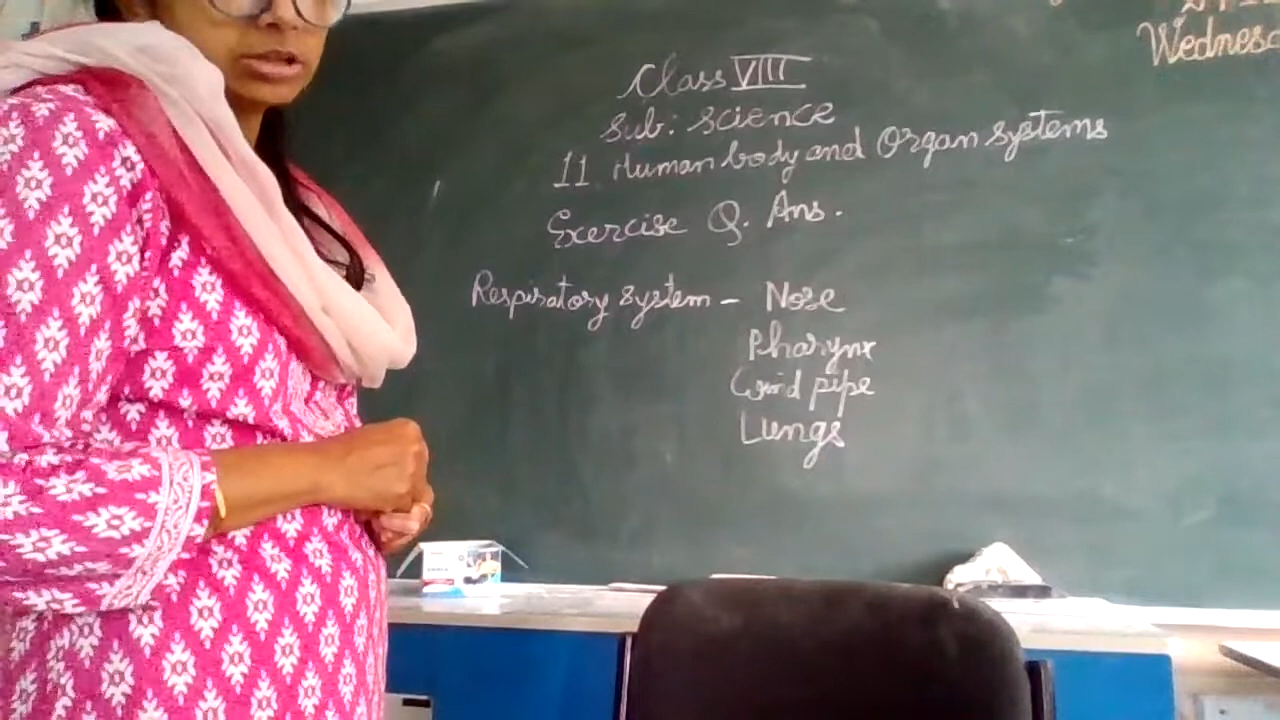 Wednesd
Class VIII
Sub: Science
11. Human body and Organ systems
Exercise Q. Ans.
Respiratory system - Nose
Pharynx
Wind pipe
Lungs